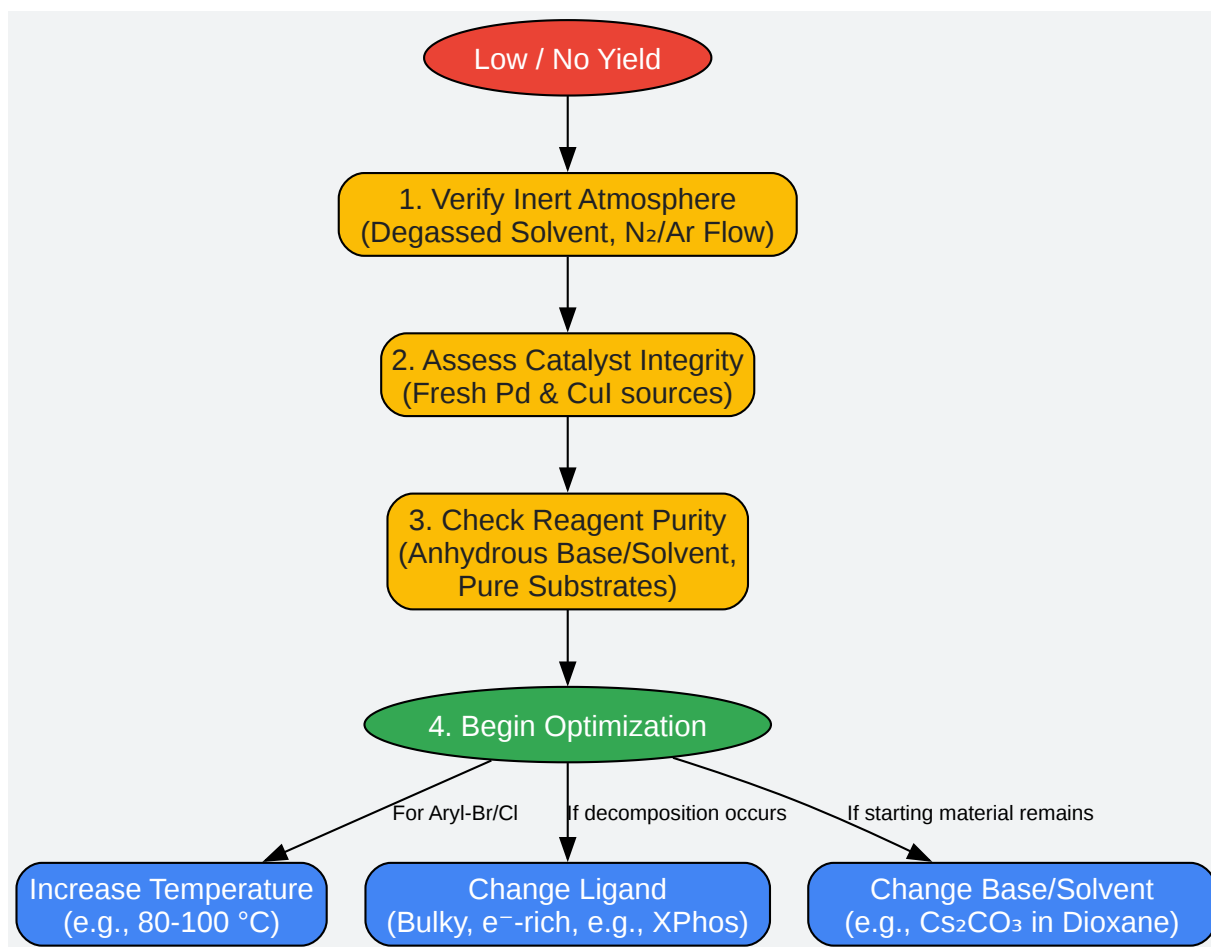 Low / No Yield
1. Verify Inert Atmosphere
(Degassed Solvent, N₂/Ar Flow)
2. Assess Catalyst Integrity
(Fresh Pd & CuI sources)
3. Check Reagent Purity
(Anhydrous Base/Solvent,
Pure Substrates)
4. Begin Optimization
For Aryl-Br/Cl
If decomposition occurs
If starting material remains
Increase Temperature
(e.g., 80-100 °C)
Change Ligand
(Bulky, e⁻-rich, e.g., XPhos)
Change Base/Solvent
(e.g., Cs₂CO₃ in Dioxane)